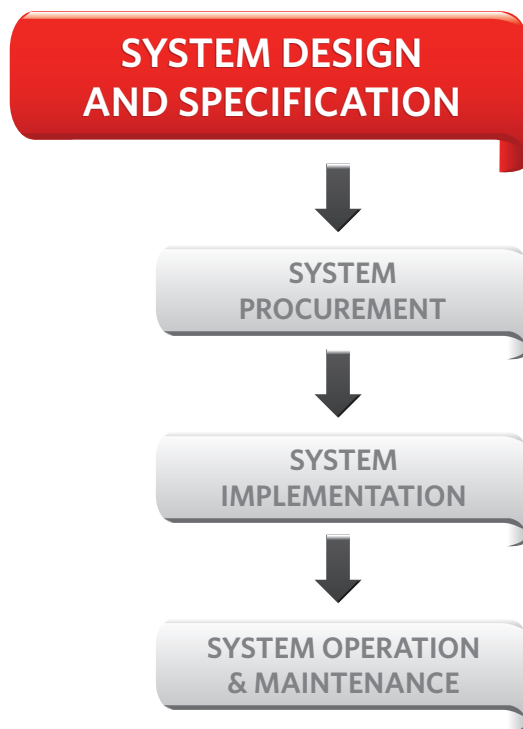 SYSTEM DESIGN
AND SPECIFICATION
SYSTEM
PROCUREMENT
SYSTEM
IMPLEMENTATION
SYSTEM OPERATION
& MAINTENANCE